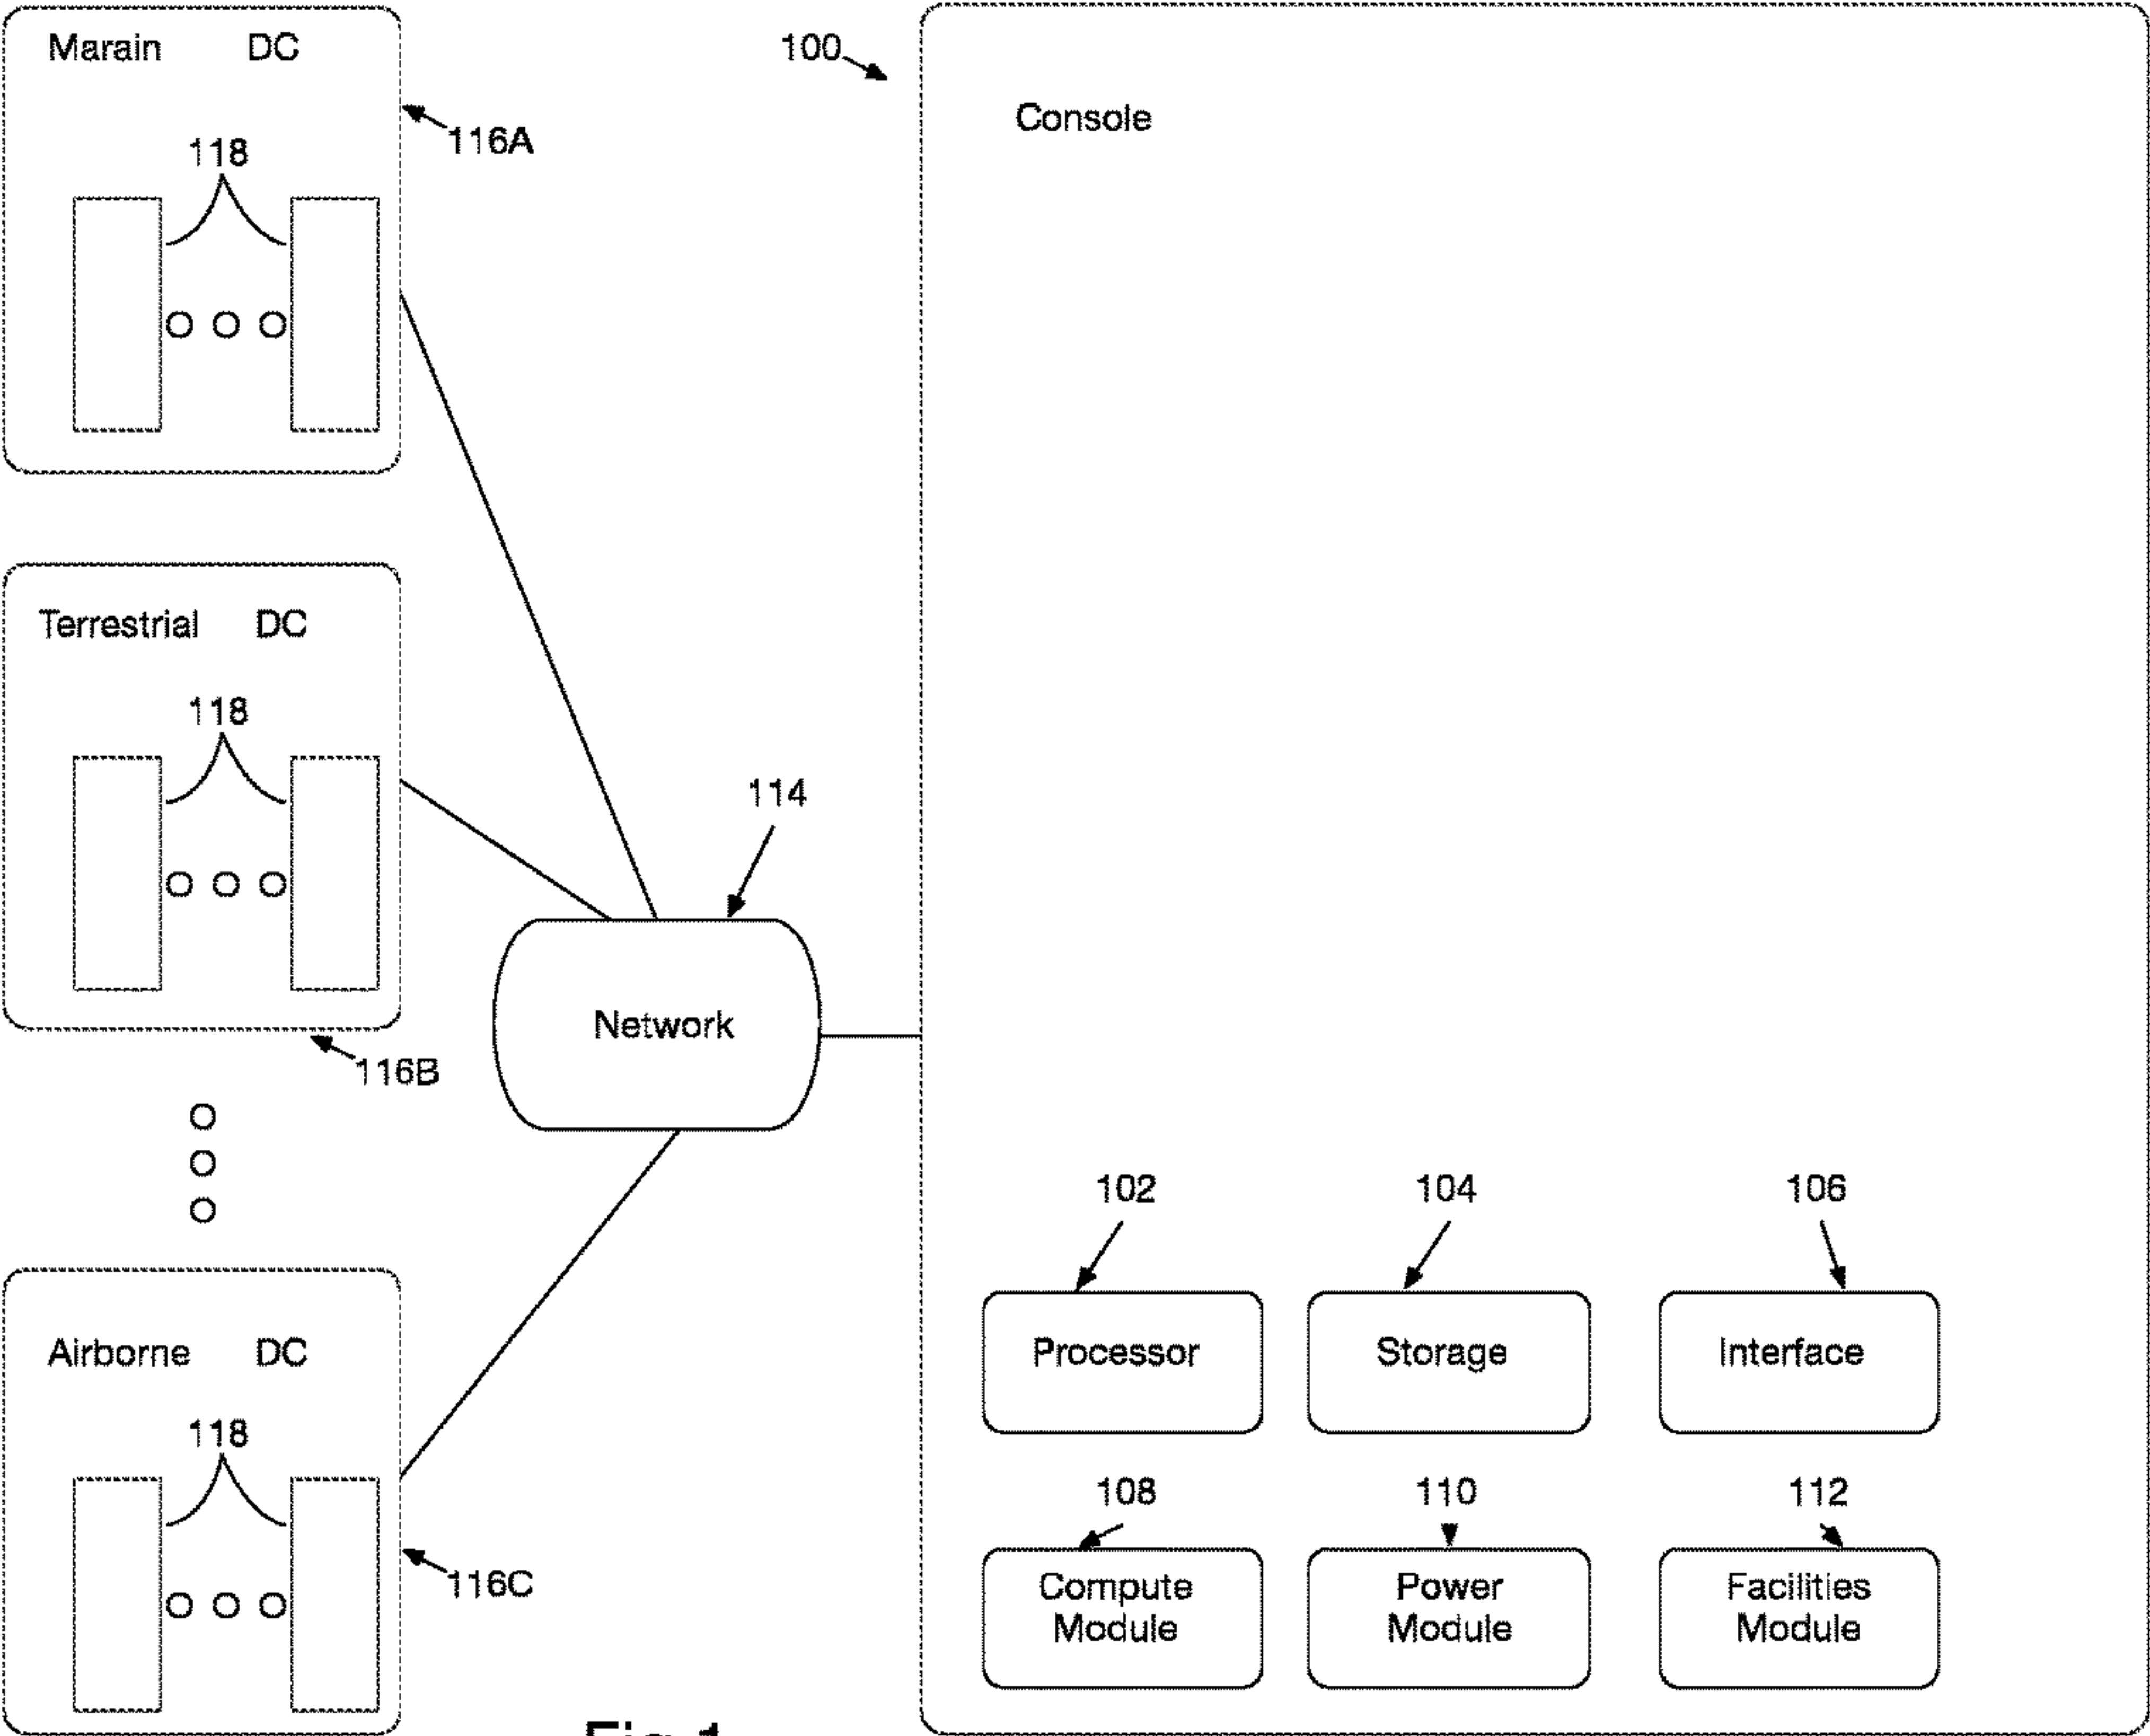 Marain DC
116A
118
Terrestrial DC
118
116B
Airborne DC
118
116C
114
Network
100
Console
102
104
106
Processor
Storage
Interface
108
110
112
Compute
Module
Power
Module
Facilities
Module